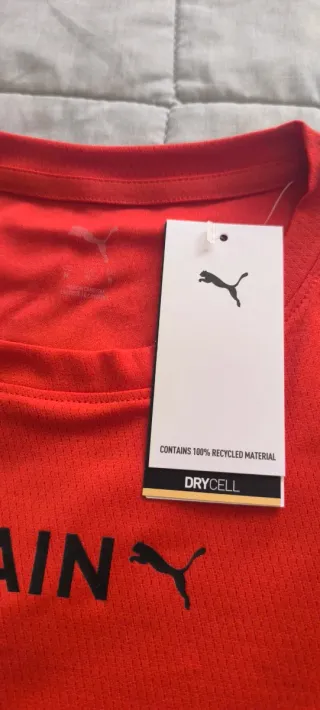 CONTAINS 100% RECYCLED MATERIAL
DRYCELL
AIN